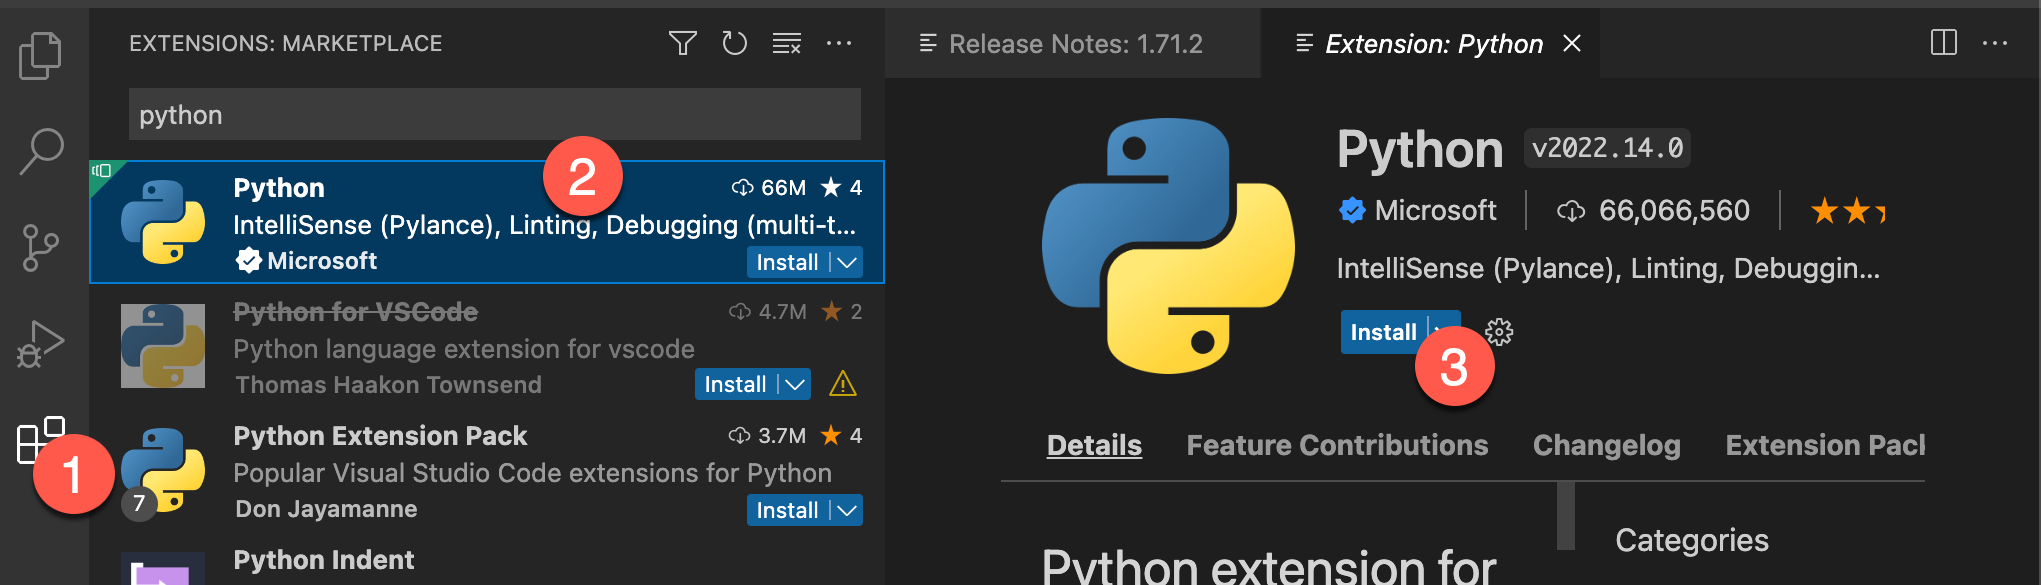 EXTENSIONS: MARKETPLACE
Release Notes: 1.71.2
Extension: Python
python
2
Python
66M
4
IntelliSense (Pylance), Linting, Debugging (multi-t...
Microsoft
Install
Python for VSCode
4.7M
2
Python language extension for vscode
Thomas Haakon Townsend
Install
1
Python Extension Pack
3.7M
4
Popular Visual Studio Code extensions for Python
7
Don Jayamanne
Install
Python Indent
Python
v2022.14.0
Microsoft
66,066,560
IntelliSense (Pylance), Linting, Debuggin...
Install
3
Details
Feature Contributions
Changelog
Extension Pack
Python extension for
Categories